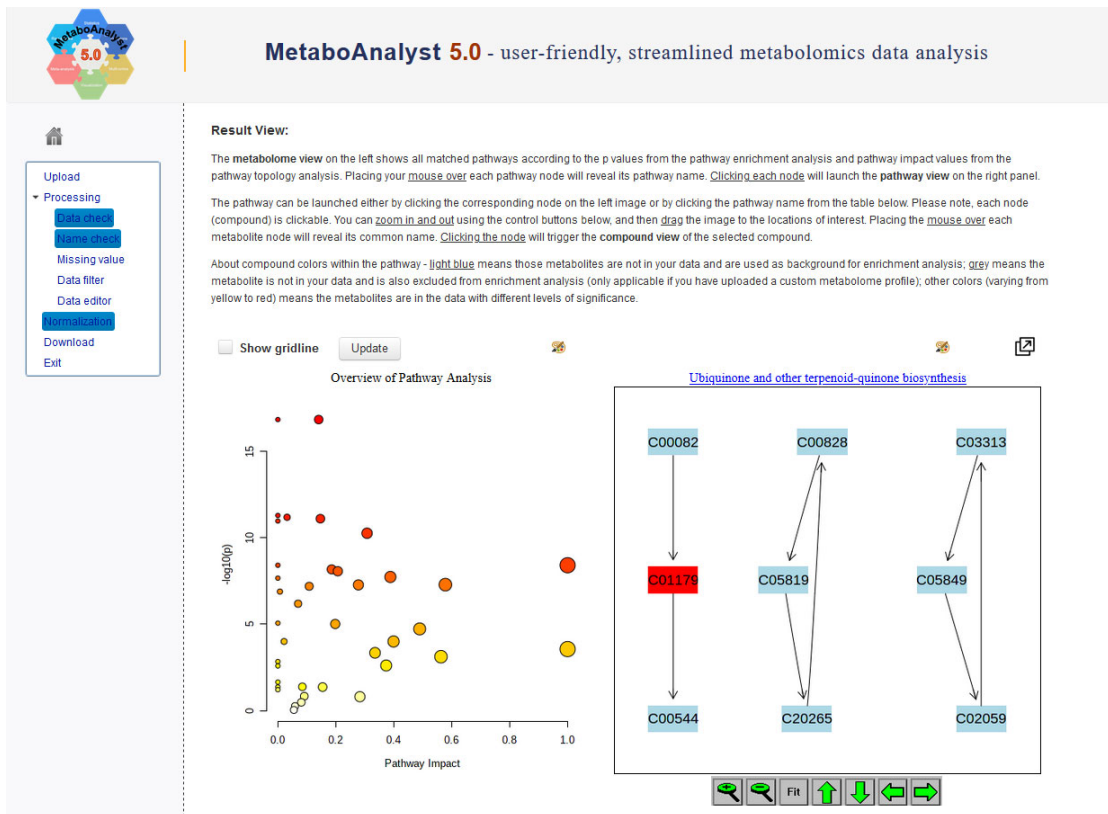 MetaboAnalyst
5.0
MetaboAnalyst 5.0 - user-friendly, streamlined metabolomics data analysis
Upload
Processing
Data check
Name check
Missing value
Data filter
Data editor
Normalization
Download
Exit
Result View:
The metabolome view on the left shows all matched pathways according to the p values from the pathway enrichment analysis and pathway impact values from the
pathway topology analysis. Placing your mouse over each pathway node will reveal its pathway name. Clicking each node will launch the pathway view on the right panel.
The pathway can be launched either by clicking the corresponding node on the left image or by clicking the pathway name from the table below. Please note, each node
(compound) is clickable. You can zoom in and out using the control buttons below, and then drag the image to the locations of interest. Placing the mouse over each
metabolite node will reveal its common name. Clicking the node will trigger the compound view of the selected compound.
About compound colors within the pathway - light blue means those metabolites are not in your data and are used as background for enrichment analysis; grey means the
metabolite is not in your data and is also excluded from enrichment analysis (only applicable if you have uploaded a custom metabolome profile); other colors (varying from
yellow to red) means the metabolites are in the data with different levels of significance.
Show gridline
Update
Overview of Pathway Analysis
-log10(p)
15
10
5
0
0.0 0.2 0.4 0.6 0.8 1.0
Pathway Impact
Ubiquinone and other terpenoid-quinone biosynthesis
C00082 C00828 C03313
C01179 C05819 C05849
C00544 C20265 C02059
Fit